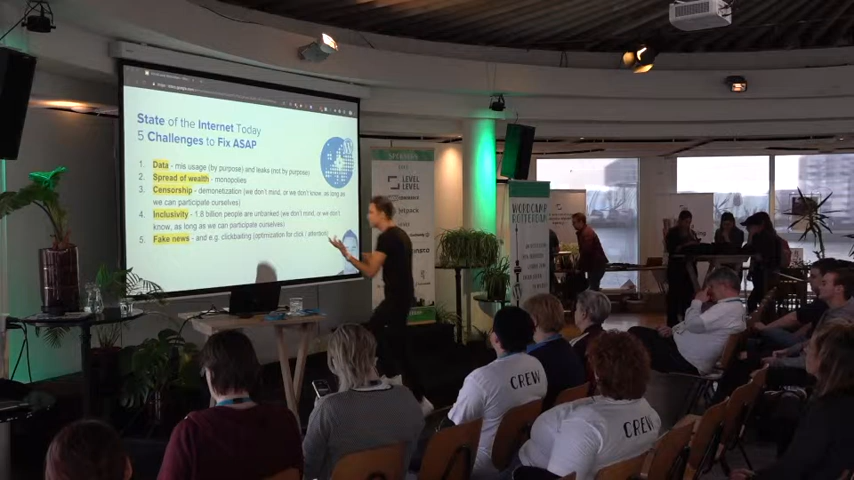 State of the Internet Today
5 Challenges to Fix ASAP
1. Data - mis usage (by purpose) and leaks (not by purpose)
2. Spread of wealth - monopolies
3. Censorship - demonetization (we don't mind, or we don't know, as long as
we can participate ourselves)
4. Inclusivity - 1.8 billion people are unbanked (we don't mind, or we don't
know, as long as we can participate ourselves)
5. Fake news - and e.g. clickbaiting (optimization for click / attention)
LEVEL
LEVEL
WORDCAMP
ROTTERDAM
CREW
CREW